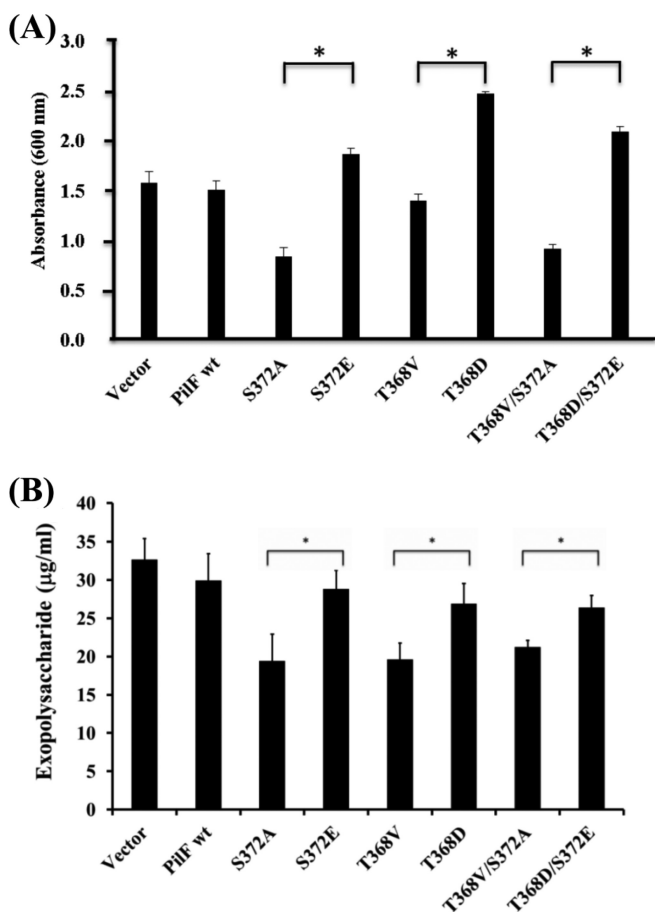 (A)
Absorbance (600 nm)
3.0
2.5
2.0
1.5
1.0
0.5
0.0
*
*
*
Vector
PilF wt
S372A
S372E
T368V
T368D
T368V/S372A
T368D/S372E
(B)
Exopolysaccharide (µg/ml)
40
35
30
25
20
15
10
5
0
*
*
*
Vector
PilF wt
S372A
S372E
T368V
T368D
T368V/S372A
T368D/S372E